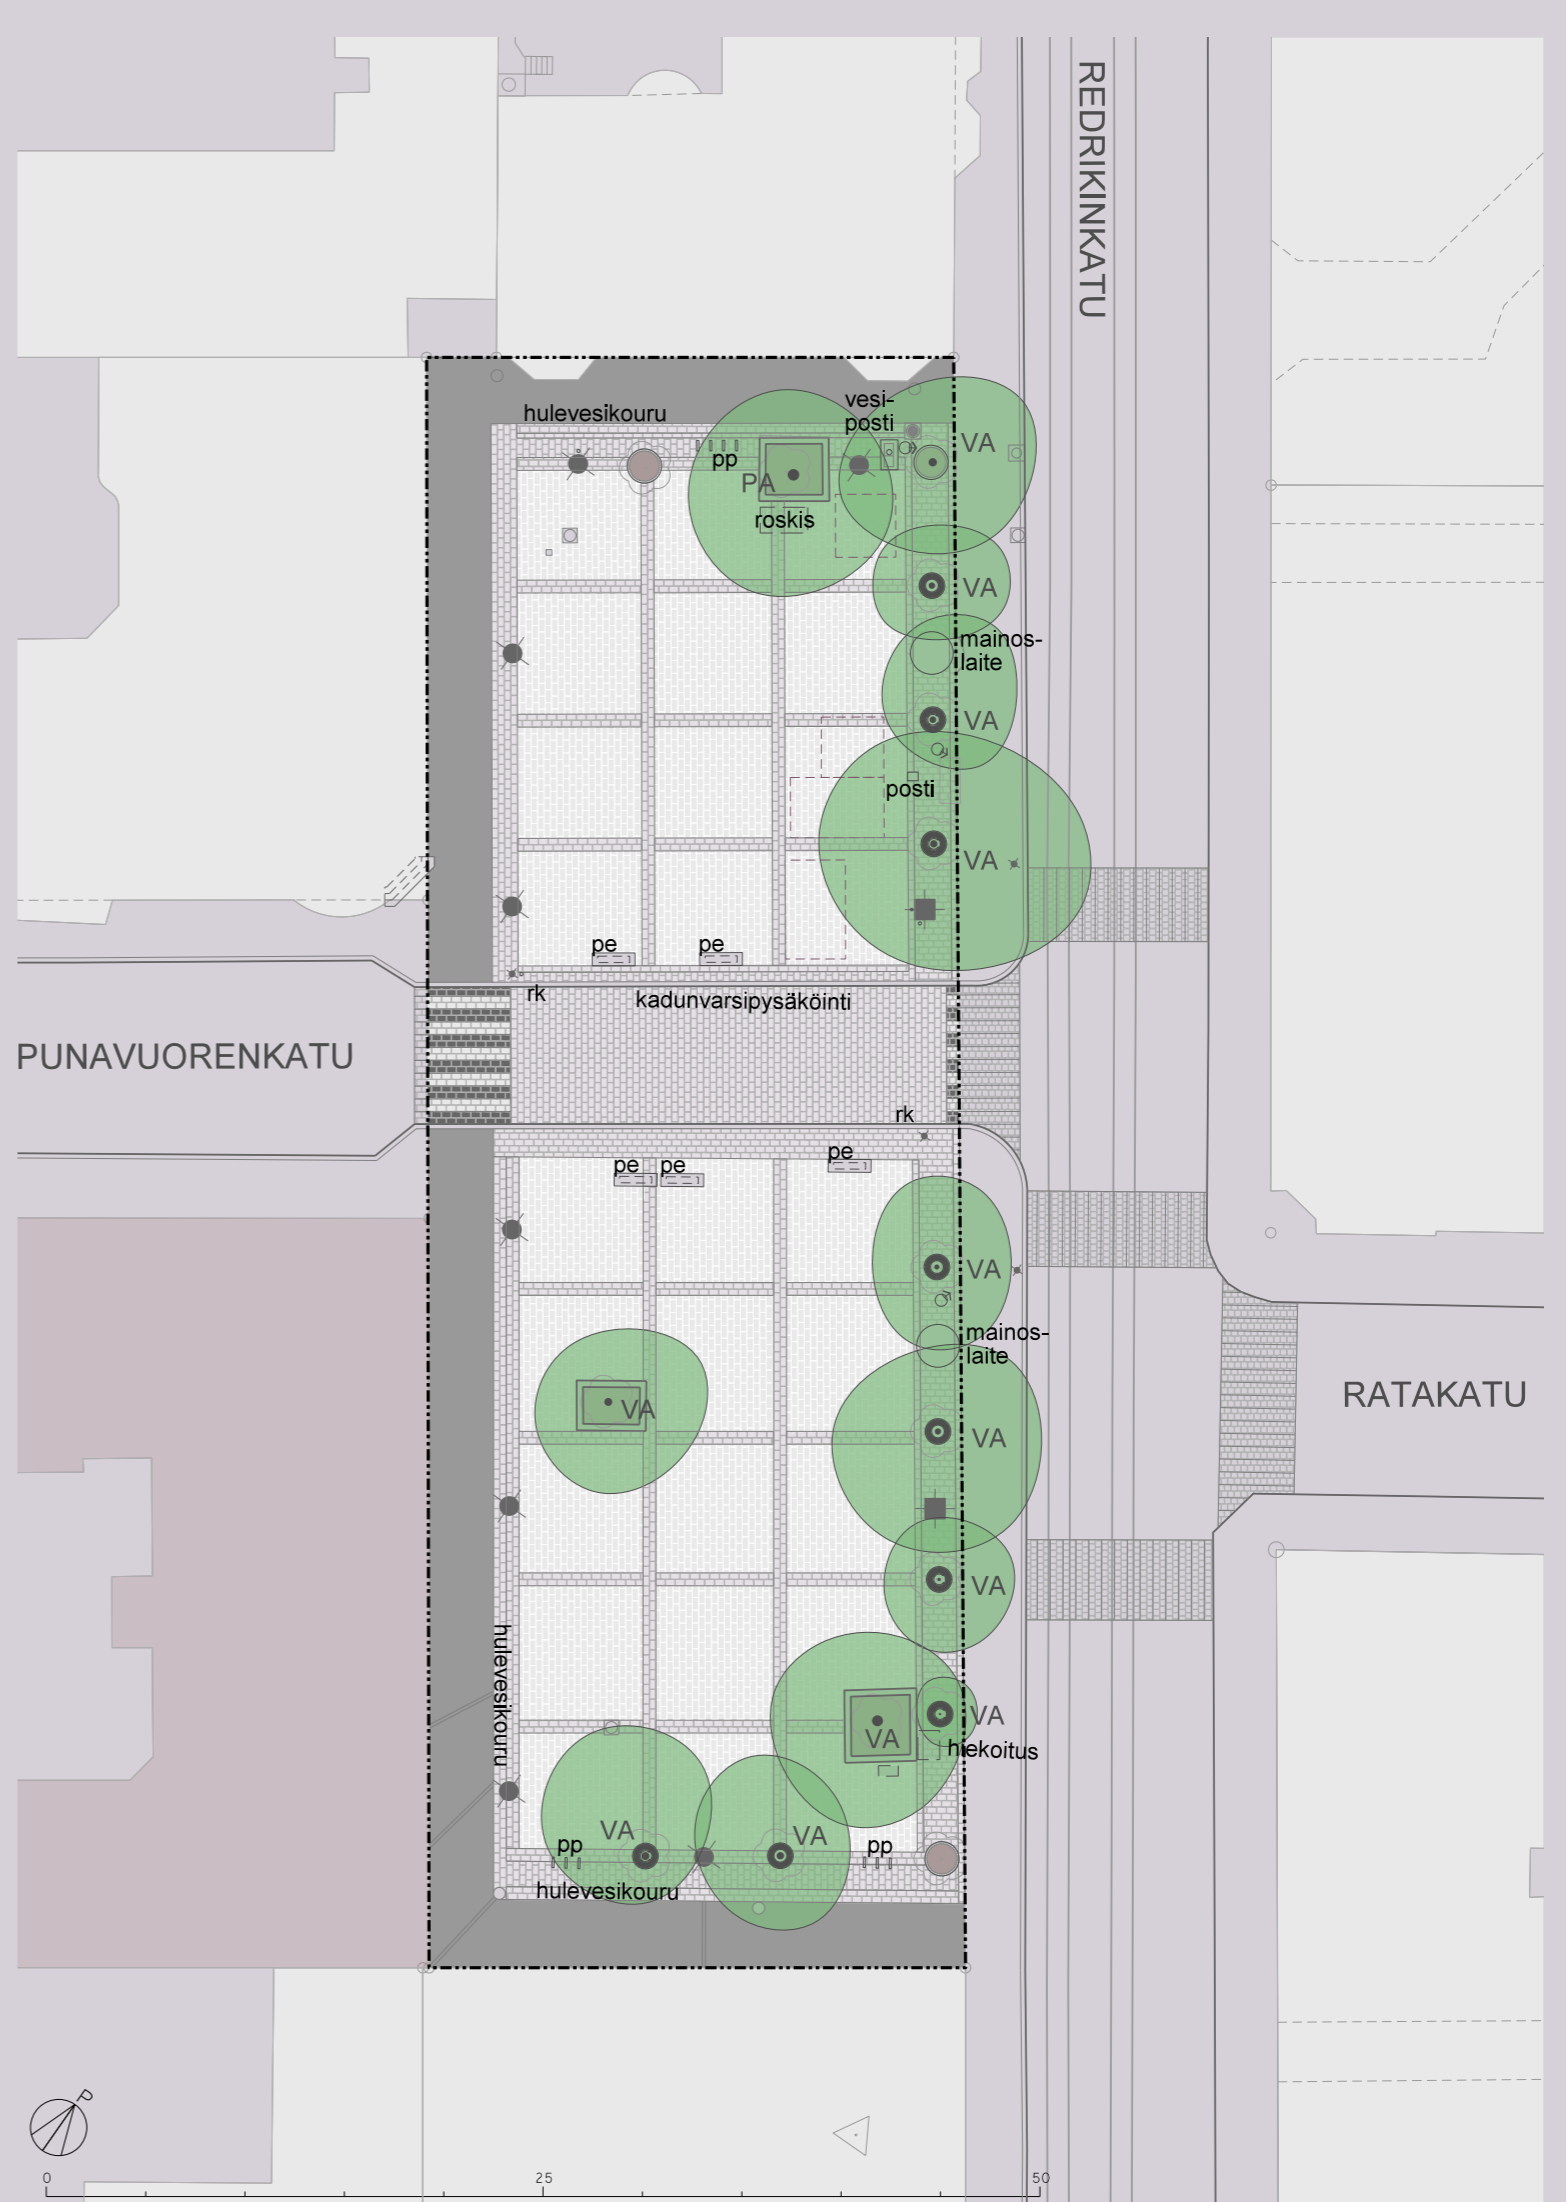 REDRIKINKATU
hulevesikouru
vesi-
posti
VA
pp
PA
roskis
VA
mainos-
laite
VA
posti
VA
pe
pe
rk
kadunvarsipysäköinti
PUNAVUORENKATU
rk
pe
pe
pe
VA
mainos-
laite
VA
RATAKATU
VA
VA
hulevesikouru
VA
VA
hiekoitus
VA
VA
pp
pp
hulevesikouru
P
0
25
50